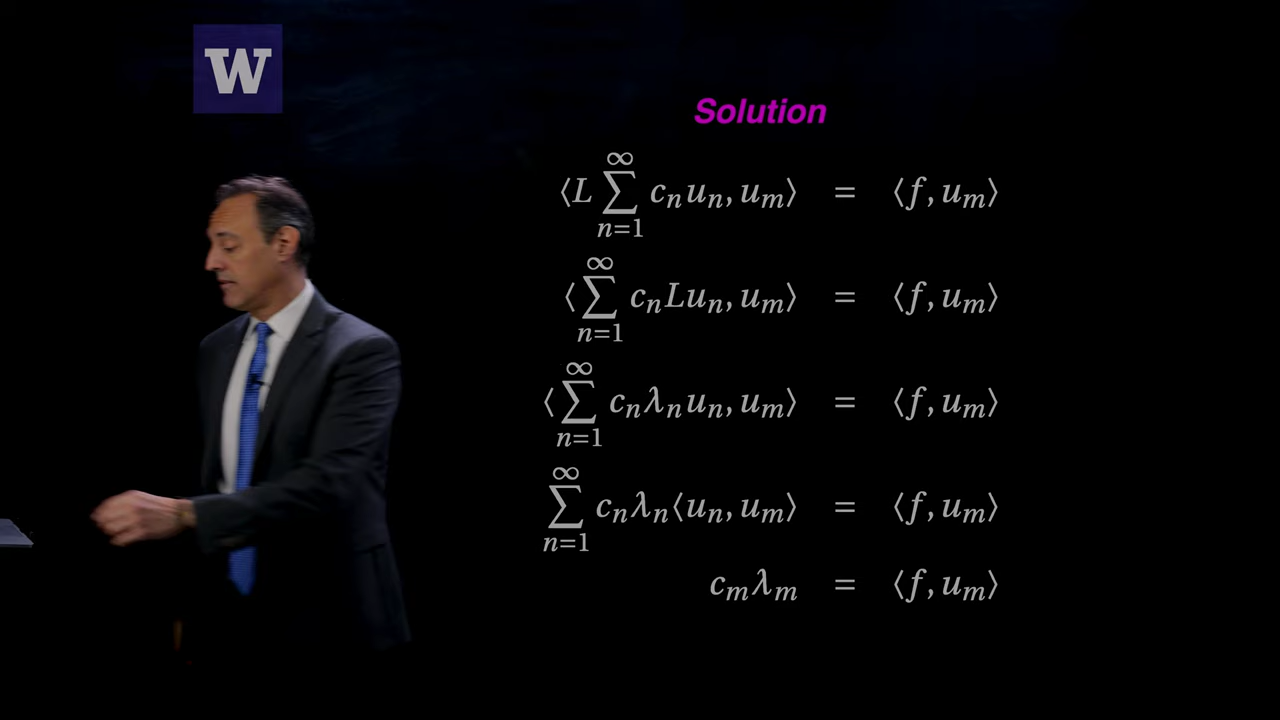 W
Solution
⟨L ∑_{n=1}^{∞} c_n u_n, u_m⟩ = ⟨f, u_m⟩
⟨∑_{n=1}^{∞} c_n L u_n, u_m⟩ = ⟨f, u_m⟩
⟨∑_{n=1}^{∞} c_n λ_n u_n, u_m⟩ = ⟨f, u_m⟩
∑_{n=1}^{∞} c_n λ_n ⟨u_n, u_m⟩ = ⟨f, u_m⟩
c_m λ_m = ⟨f, u_m⟩